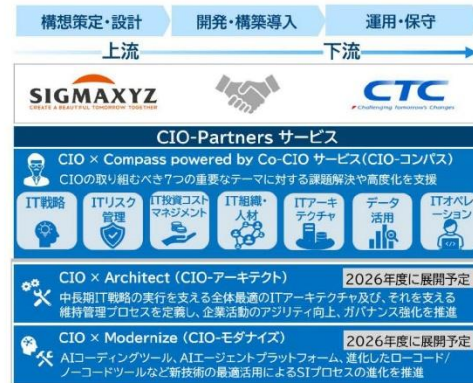 構想策定・設計
開発・構築導入
運用・保守
上流
下流
SIGMAXYZ
CREATE A BEAUTIFUL TOMORROW TOGETHER
CTC
Challenging Tomorrow's Changes
CIO-Partners サービス
CIO × Compass powered by Co-CIO サービス(CIO-コンパス)
CIOの取り組むべき7つの重要なテーマに対する課題解決や高度化を支援
IT戦略
ITリスク
管理
IT投資コスト
マネジメント
IT組織・
人材
ITアーキ
テクチャ
データ
活用
ITオペレ
ーション
CIO × Architect (CIO-アーキテクト)
2026年度に展開予定
中長期IT戦略の実行を支える全体最適のITアーキテクチャ及び、それを支える
維持管理プロセスを定義し、企業活動のアジリティ向上、ガバナンス強化を推進
CIO × Modernize (CIO-モダナイズ)
2026年度に展開予定
AIコーディングツール、AIエージェントプラットフォーム、進化したローコード/
ノーコードツールなど新技術の最適活用によるSIプロセスの進化を推進